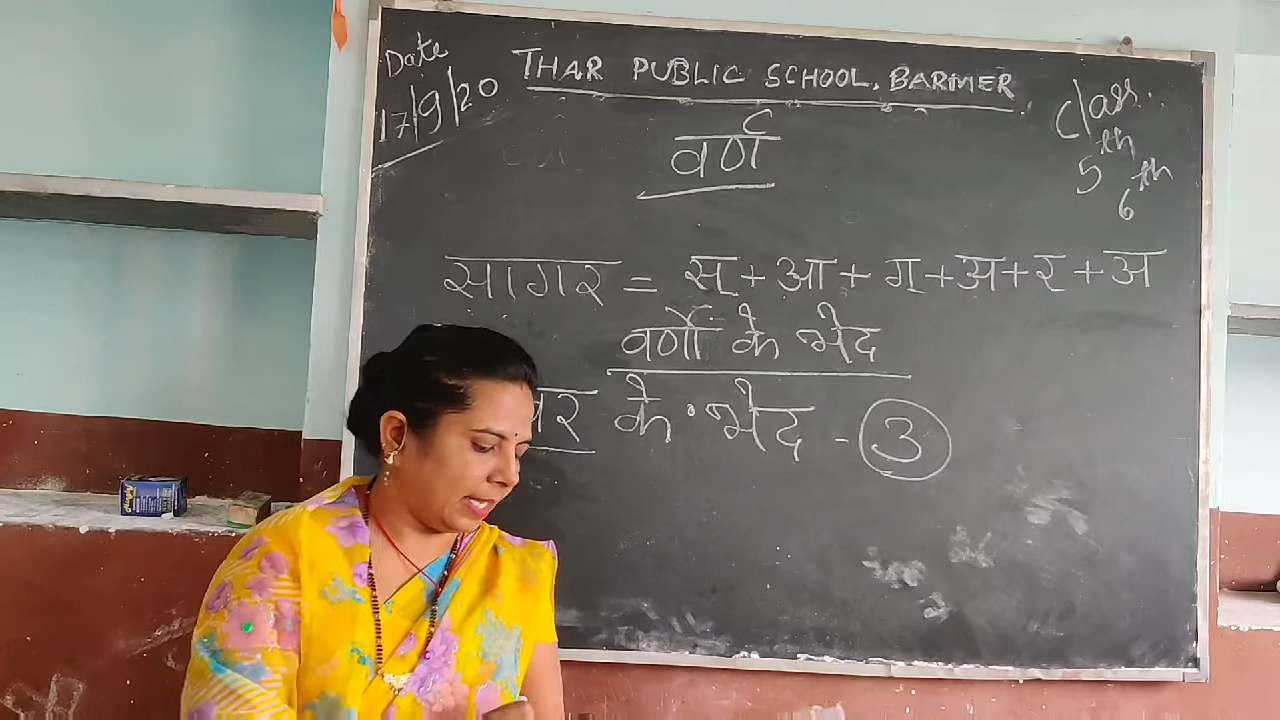 Date
17/9/20
THAR PUBLIC SCHOOL, BARMER
Class..
5th
6th
वर्ण
सागर = स् + आ + ग् + अ + र् + अ
वर्णों के भेद
के भेद - 3